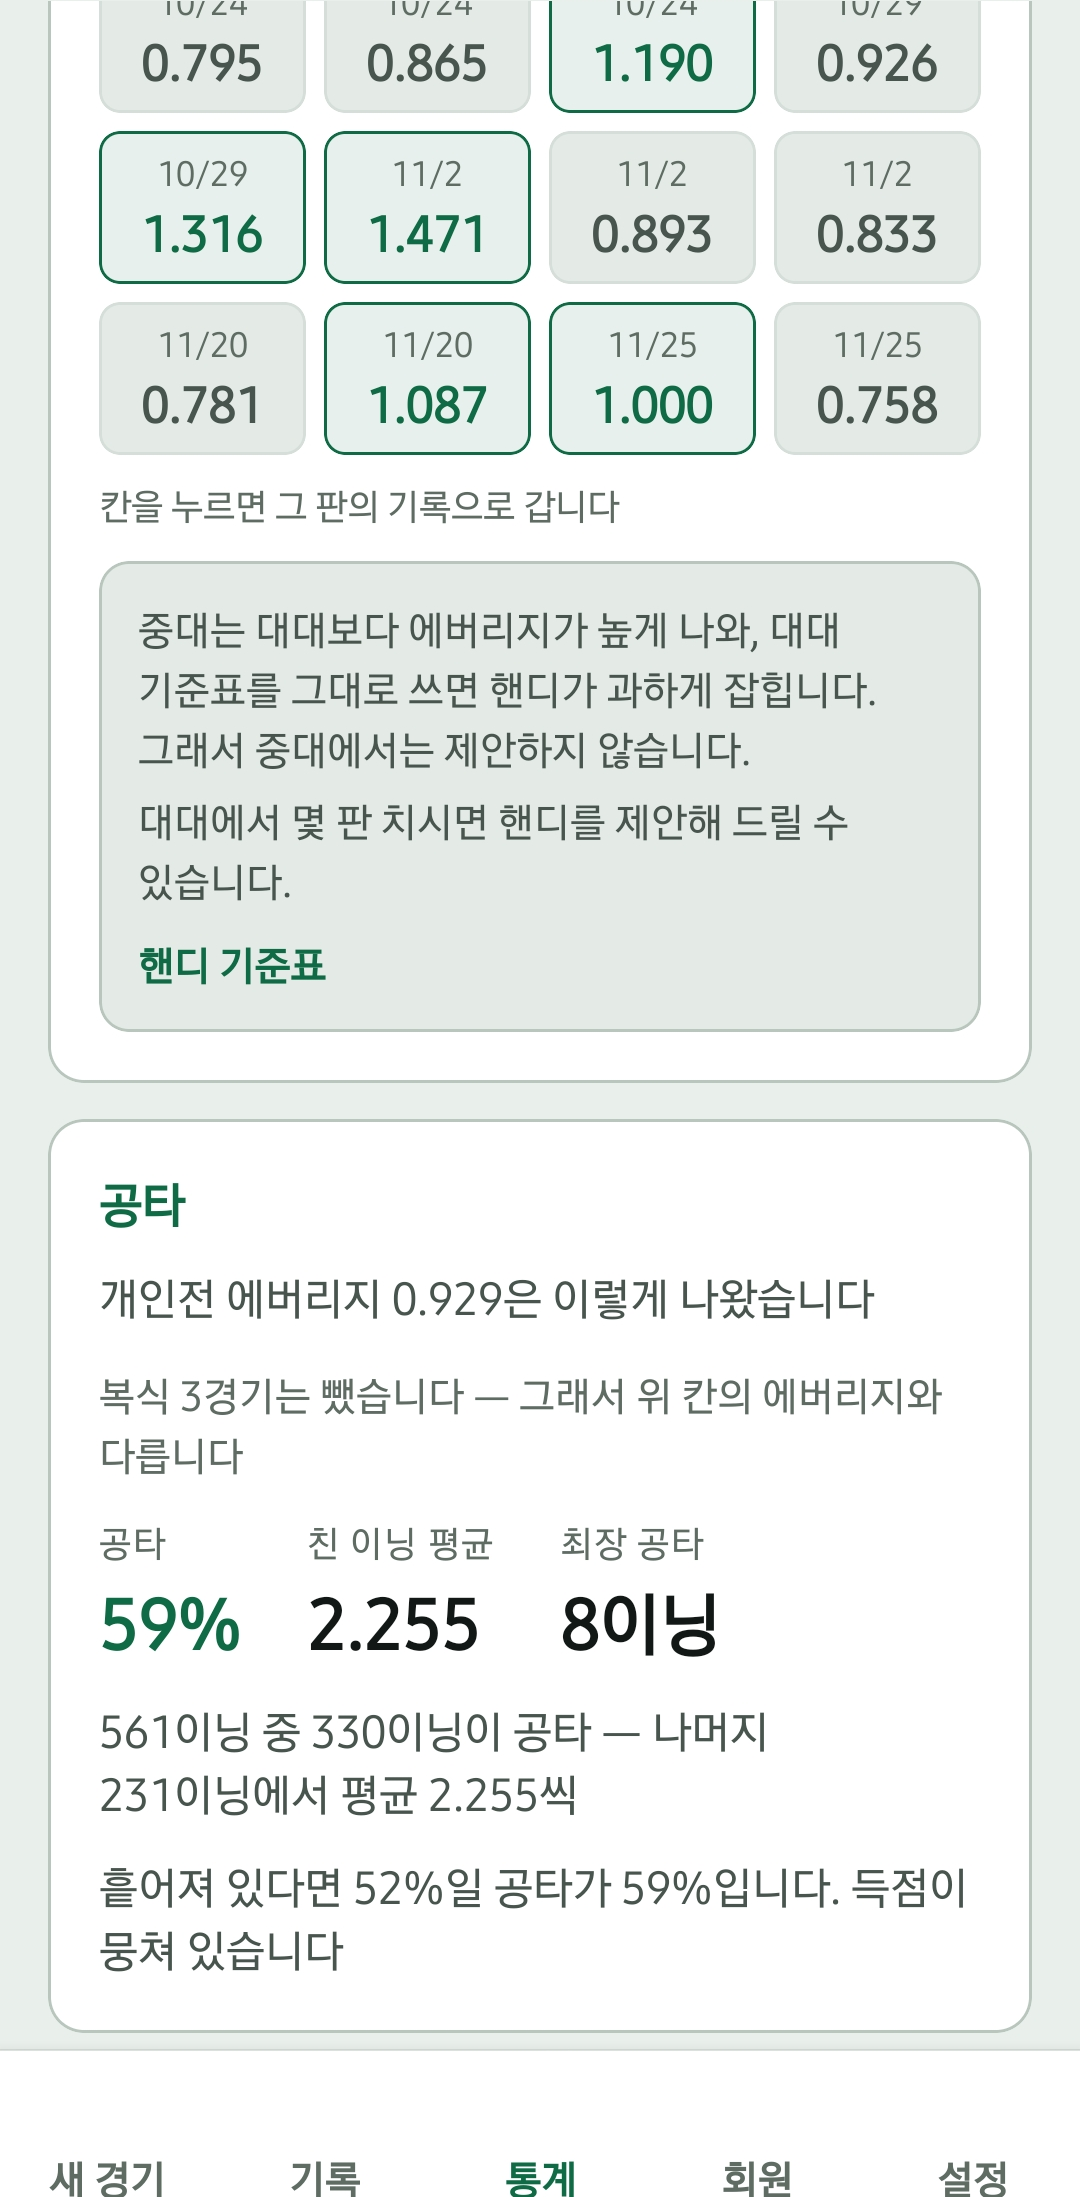 10/24
10/24
10/24
10/29
0.795
0.865
1.190
0.926
10/29
11/2
11/2
11/2
1.316
1.471
0.893
0.833
11/20
11/20
11/25
11/25
0.781
1.087
1.000
0.758
칸을 누르면 그 판의 기록으로 갑니다
중대는 대대보다 에버리지가 높게 나와, 대대
기준표를 그대로 쓰면 핸디가 과하게 잡힙니다.
그래서 중대에서는 제안하지 않습니다.
대대에서 몇 판 치시면 핸디를 제안해 드릴 수
있습니다.
핸디 기준표
공타
개인전 에버리지 0.929은 이렇게 나왔습니다
복식 3경기는 뺐습니다 — 그래서 위 칸의 에버리지와
다릅니다
공타
친 이닝 평균
최장 공타
59%
2.255
8이닝
561이닝 중 330이닝이 공타 — 나머지
231이닝에서 평균 2.255씩
흩어져 있다면 52%일 공타가 59%입니다. 득점이
뭉쳐 있습니다
새 경기
기록
통계
회원
설정